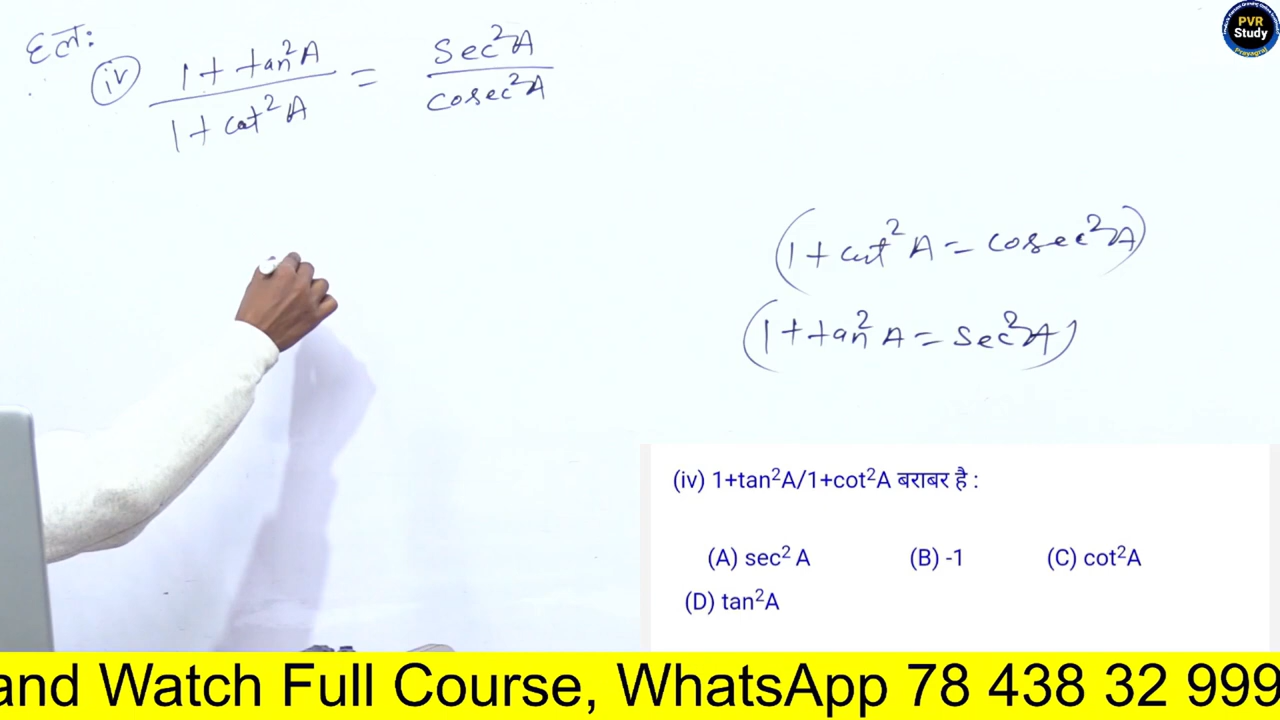 हल:
(iv) 1 + tan²A / 1 + cot²A = Sec²A / cosec²A
(1 + cot²A = cosec²A)
(1 + tan²A = sec²A)
PVR
Study
Prayagraj
(iv) 1+tan²A/1+cot²A बराबर है :
(A) sec² A (B) -1 (C) cot²A
(D) tan²A
and Watch Full Course, WhatsApp 78 438 32 999